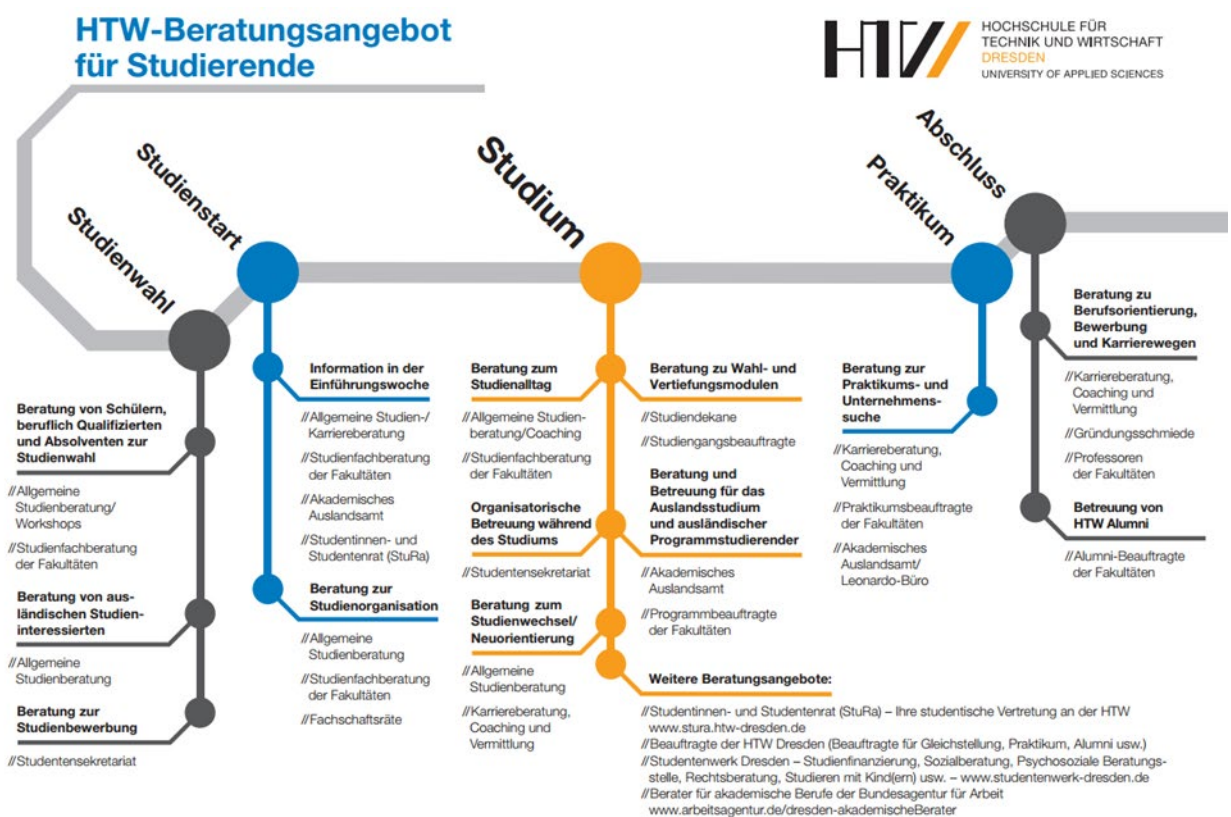 HTW-Beratungsangebot
für Studierende
HTW
HOCHSCHULE FÜR
TECHNIK UND WIRTSCHAFT
DRESDEN
UNIVERSITY OF APPLIED SCIENCES
Studienwahl
Beratung von Schülern,
beruflich Qualifizierten
und Absolventen zur
Studienwahl
//Allgemeine
Studienberatung/
Workshops
//Studienfachberatung
der Fakultäten
Beratung von aus-
ländischen Studien-
interessierten
//Allgemeine
Studienberatung
Beratung zur
Studienbewerbung
//Studentensekretariat
Studienstart
Information in der
Einführungswoche
//Allgemeine Studien-/
Karriereberatung
//Studienfachberatung
der Fakultäten
//Akademisches
Auslandsamt
//Studentinnen- und
Studentenrat (StuRa)
Beratung zur
Studienorganisation
//Allgemeine
Studienberatung
//Studienfachberatung
der Fakultäten
//Fachschaftsräte
Studium
Beratung zum
Studienalltag
//Allgemeine Studien-
beratung/Coaching
//Studienfachberatung
der Fakultäten
Organisatorische
Betreuung während
des Studiums
//Studentensekretariat
Beratung zum
Studienwechsel/
Neuorientierung
//Allgemeine
Studienberatung
//Karriereberatung,
Coaching und
Vermittlung
Beratung zu Wahl- und
Vertiefungsmodulen
//Studiendekane
//Studiengangsbeauftragte
Beratung und
Betreuung für das
Auslandsstudium
und ausländischer
Programmstudierender
//Akademisches
Auslandsamt
//Programmbeauftragte
der Fakultäten
Weitere Beratungsangebote:
//Studentinnen- und Studentenrat (StuRa) – Ihre studentische Vertretung an der HTW
www.stura.htw-dresden.de
//Beauftragte der HTW Dresden (Beauftragte für Gleichstellung, Praktikum, Alumni usw.)
//Studentenwerk Dresden – Studienfinanzierung, Sozialberatung, Psychosoziale Beratungs-
stelle, Rechtsberatung, Studieren mit Kind(ern) usw. – www.studentenwerk-dresden.de
//Berater für akademische Berufe der Bundesagentur für Arbeit
www.arbeitsagentur.de/dresden-akademischeBerater
Praktikum
Beratung zur
Praktikums- und
Unternehmens-
suche
//Karriereberatung,
Coaching und
Vermittlung
//Praktikumsbeauftragte
der Fakultäten
//Akademisches
Auslandsamt/
Leonardo-Büro
Abschluss
Beratung zu
Berufsorientierung,
Bewerbung
und Karrierewegen
//Karriereberatung,
Coaching und
Vermittlung
//Gründungsschmiede
//Professoren
der Fakultäten
Betreuung von
HTW Alumni
//Alumni-Beauftragte
der Fakultäten